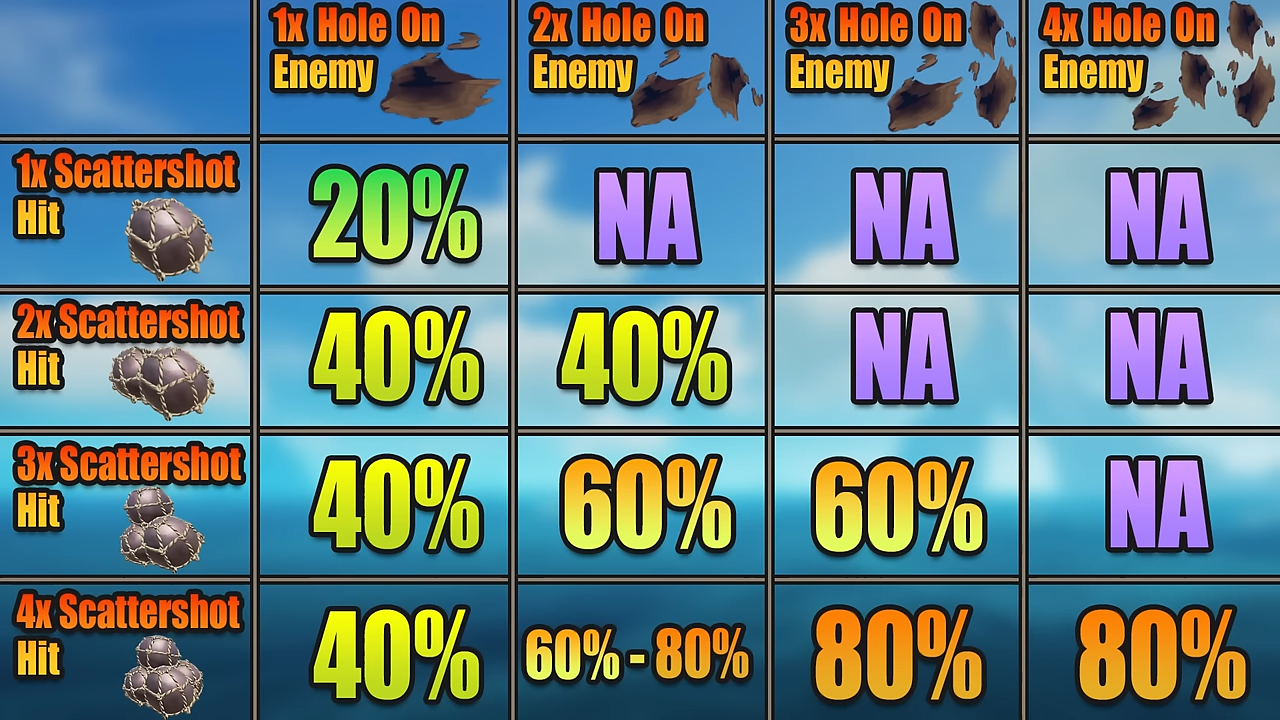 1x Hole On
Enemy
2x Hole On
Enemy
3x Hole On
Enemy
4x Hole On
Enemy
1x Scattershot
Hit
20%
NA
NA
NA
2x Scattershot
Hit
40%
40%
NA
NA
3x Scattershot
Hit
40%
60%
60%
NA
4x Scattershot
Hit
40%
60% - 80%
80%
80%